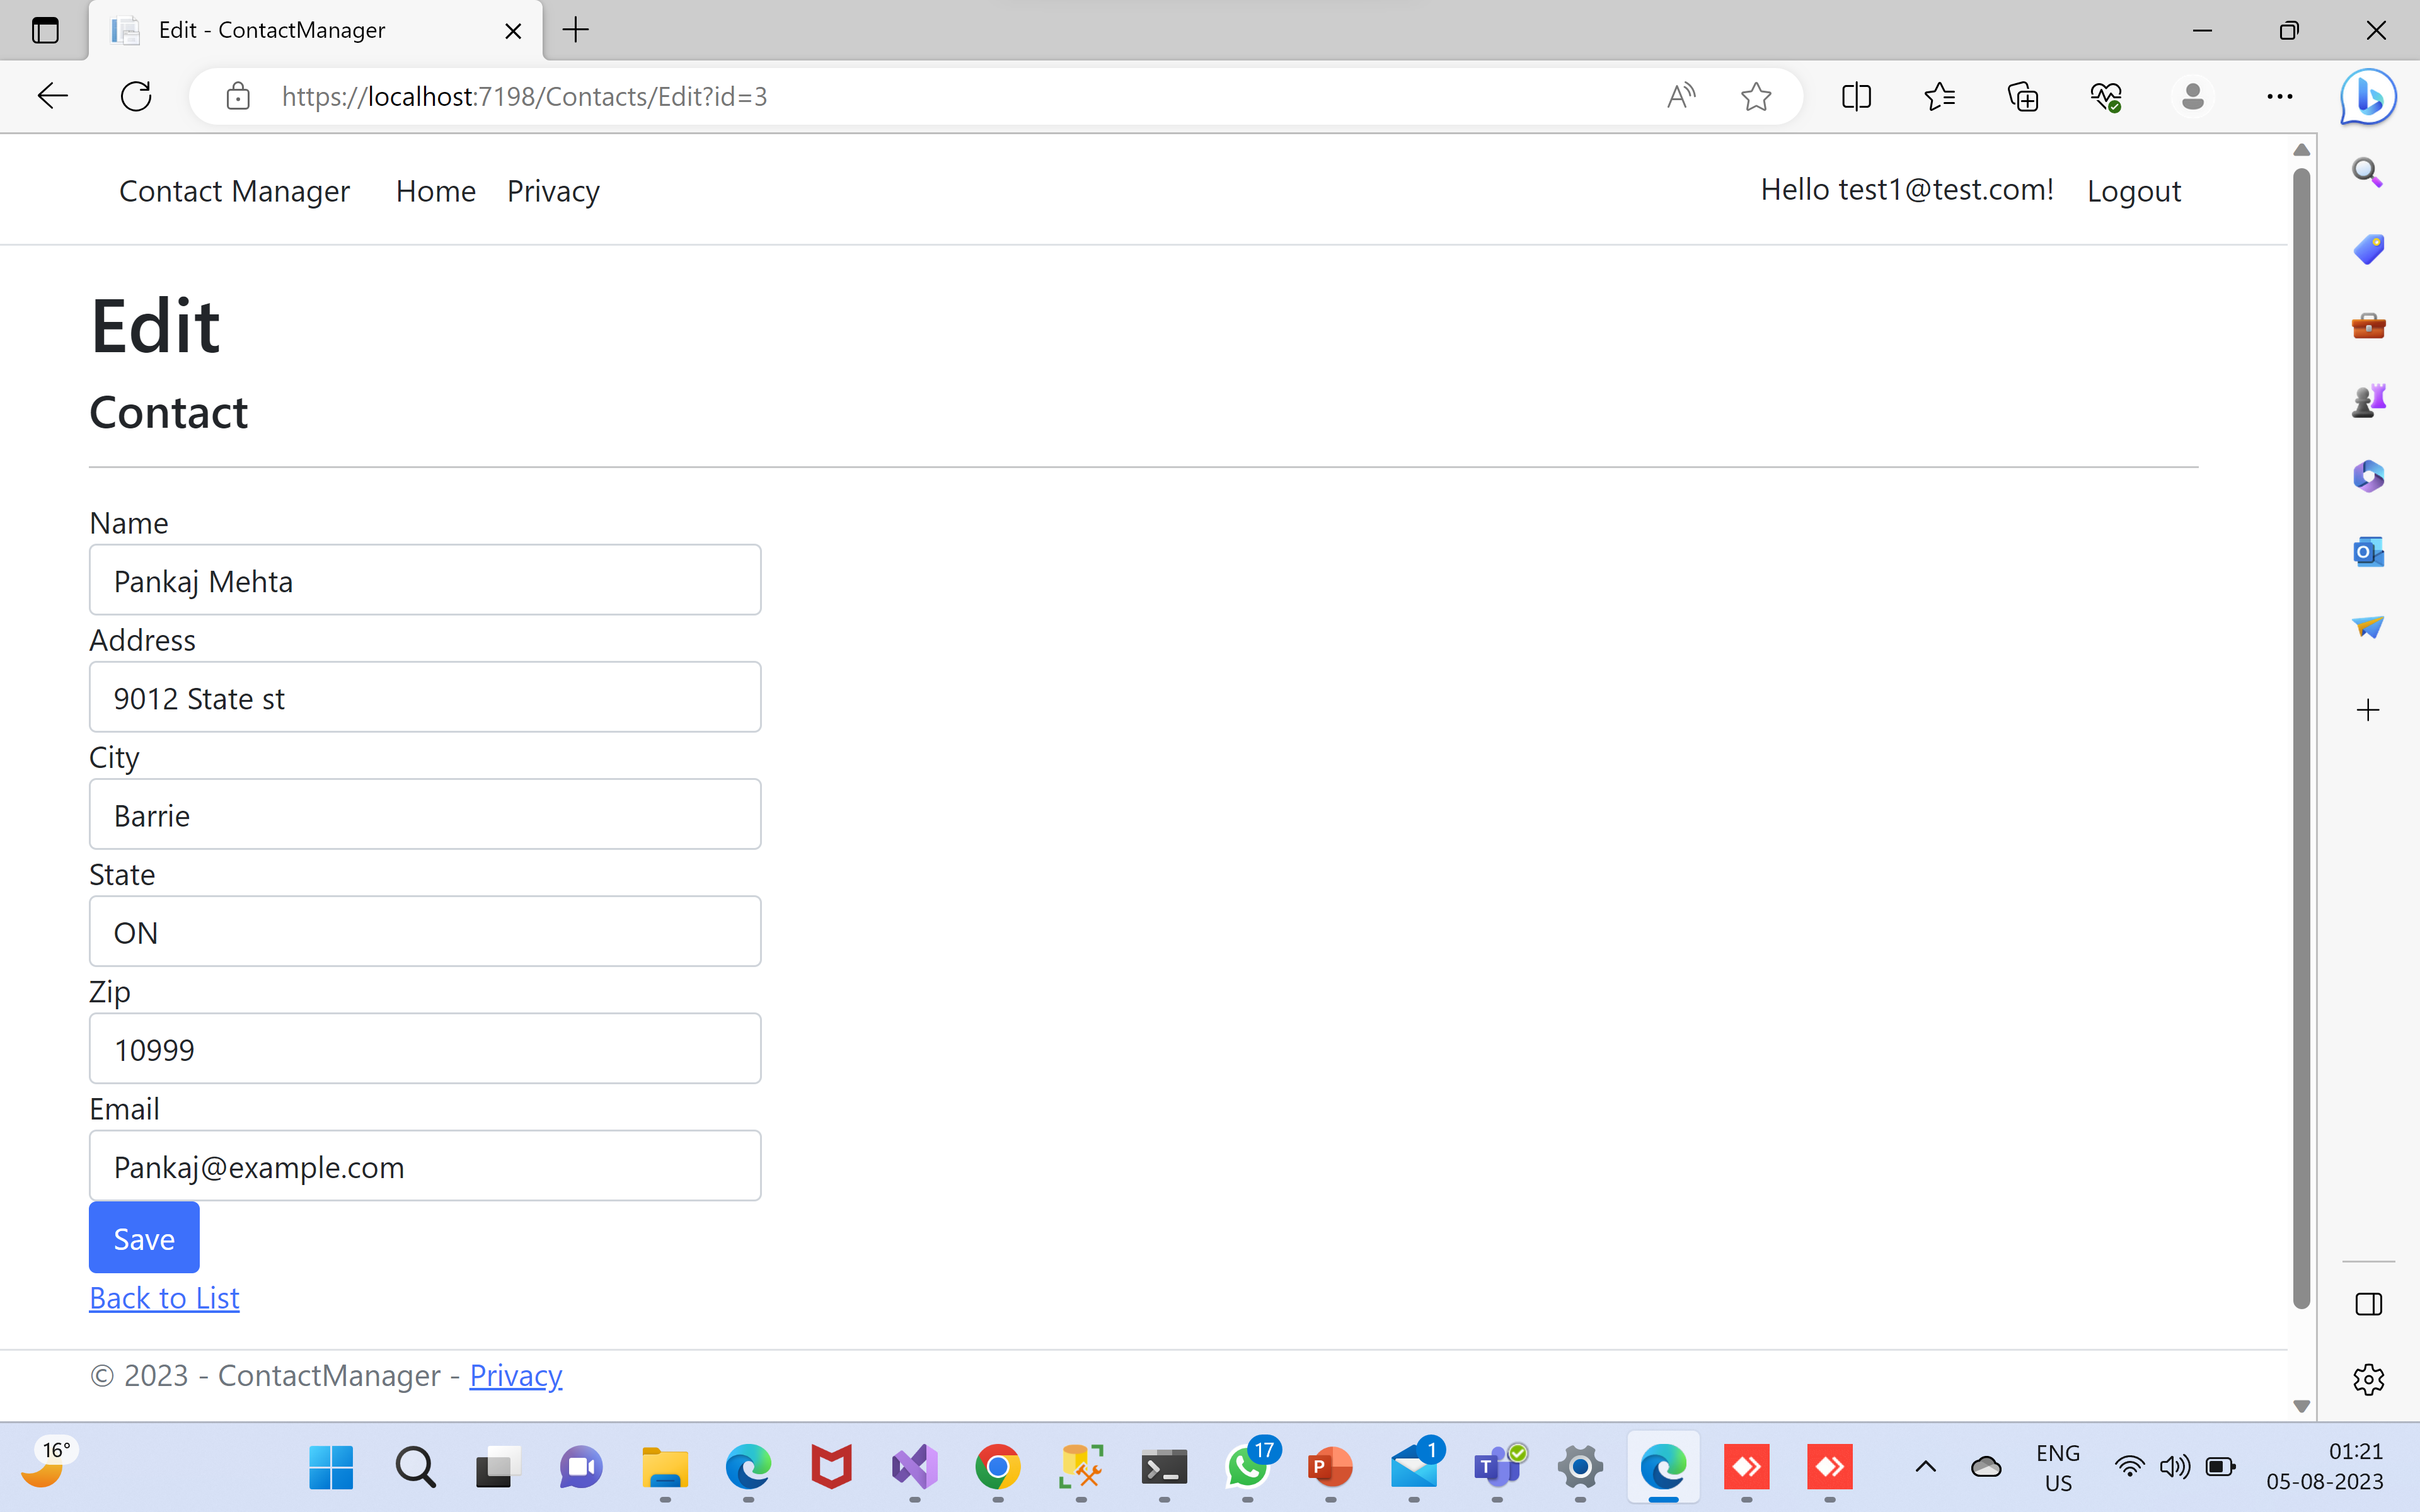 Edit - ContactManager
https://localhost:7198/Contacts/Edit?id=3
Contact Manager Home Privacy Hello test1@test.com! Logout
Edit
Contact
Name
Pankaj Mehta
Address
9012 State st
City
Barrie
State
ON
Zip
10999
Email
Pankaj@example.com
Save
Back to List
© 2023 - ContactManager - Privacy
16°
17
1
ENG
US
01:21
05-08-2023